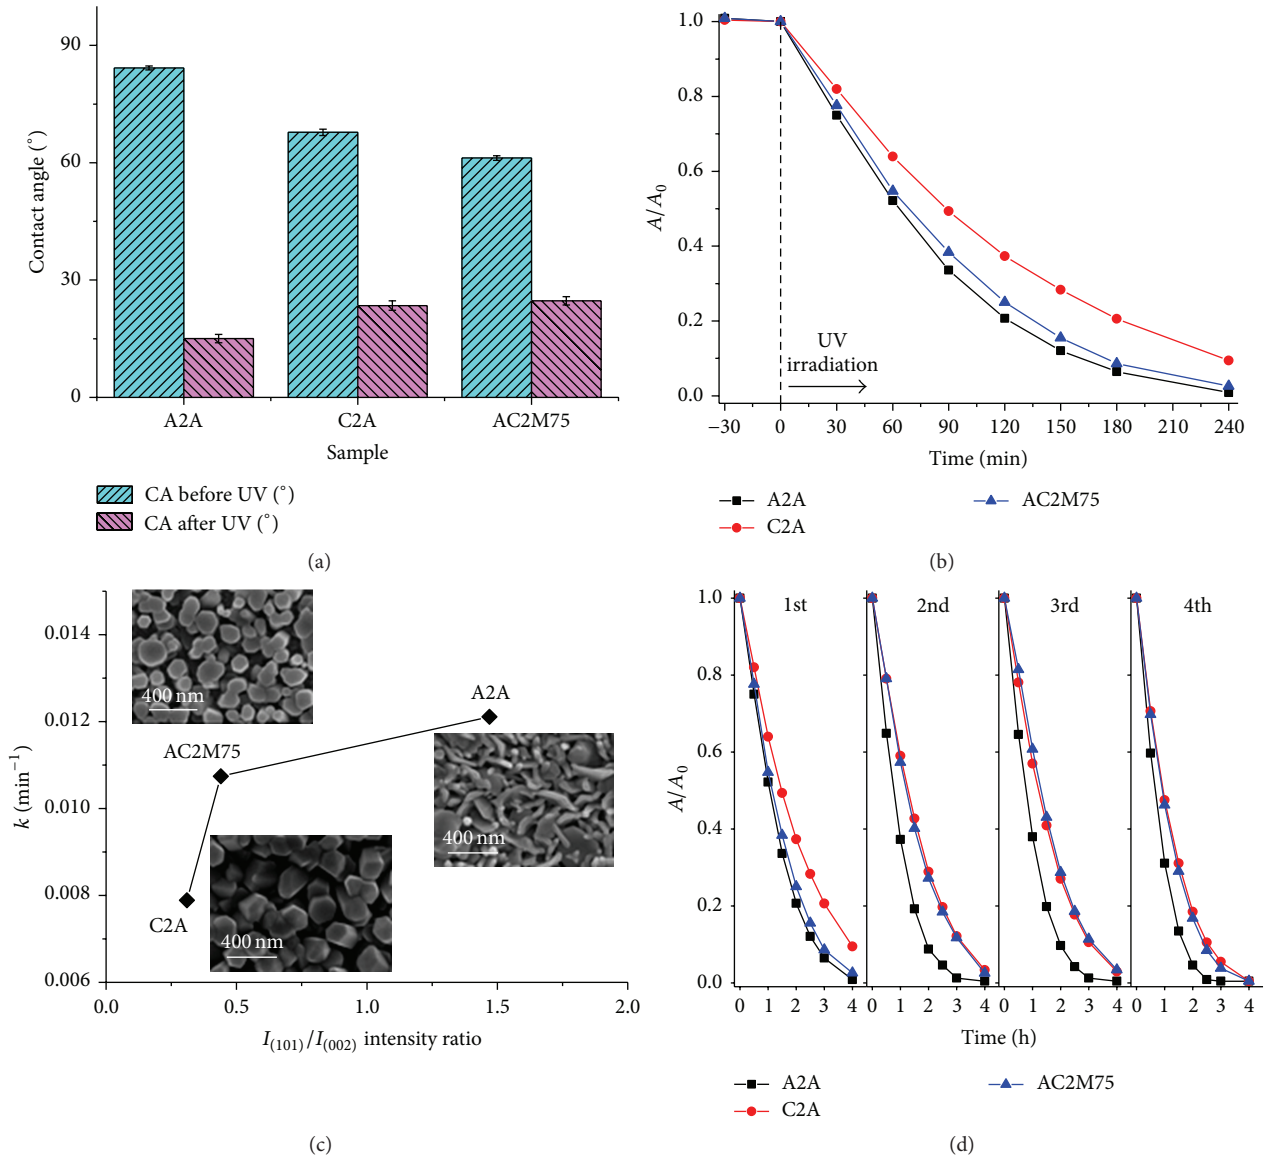 90
60
30
0
Contact angle (°)
A2A C2A AC2M75
Sample
CA before UV (°)
CA after UV (°)
(a)
1.0
0.8
0.6
0.4
0.2
0.0
A/A0
UV
irradiation
−30 0 30 60 90 120 150 180 210 240
Time (min)
A2A
C2A
AC2M75
(b)
0.014
0.012
0.010
0.008
0.006
k (min−1)
400 nm
A2A
AC2M75
400 nm
C2A
400 nm
0 0.5 1.0 1.5 2.0
I(101)/I(002) intensity ratio
(c)
1.0
0.8
0.6
0.4
0.2
0.0
A/A0
1st 2nd 3rd 4th
0 1 2 3 4 0 1 2 3 4 0 1 2 3 4 0 1 2 3 4
Time (h)
A2A
C2A
AC2M75
(d)